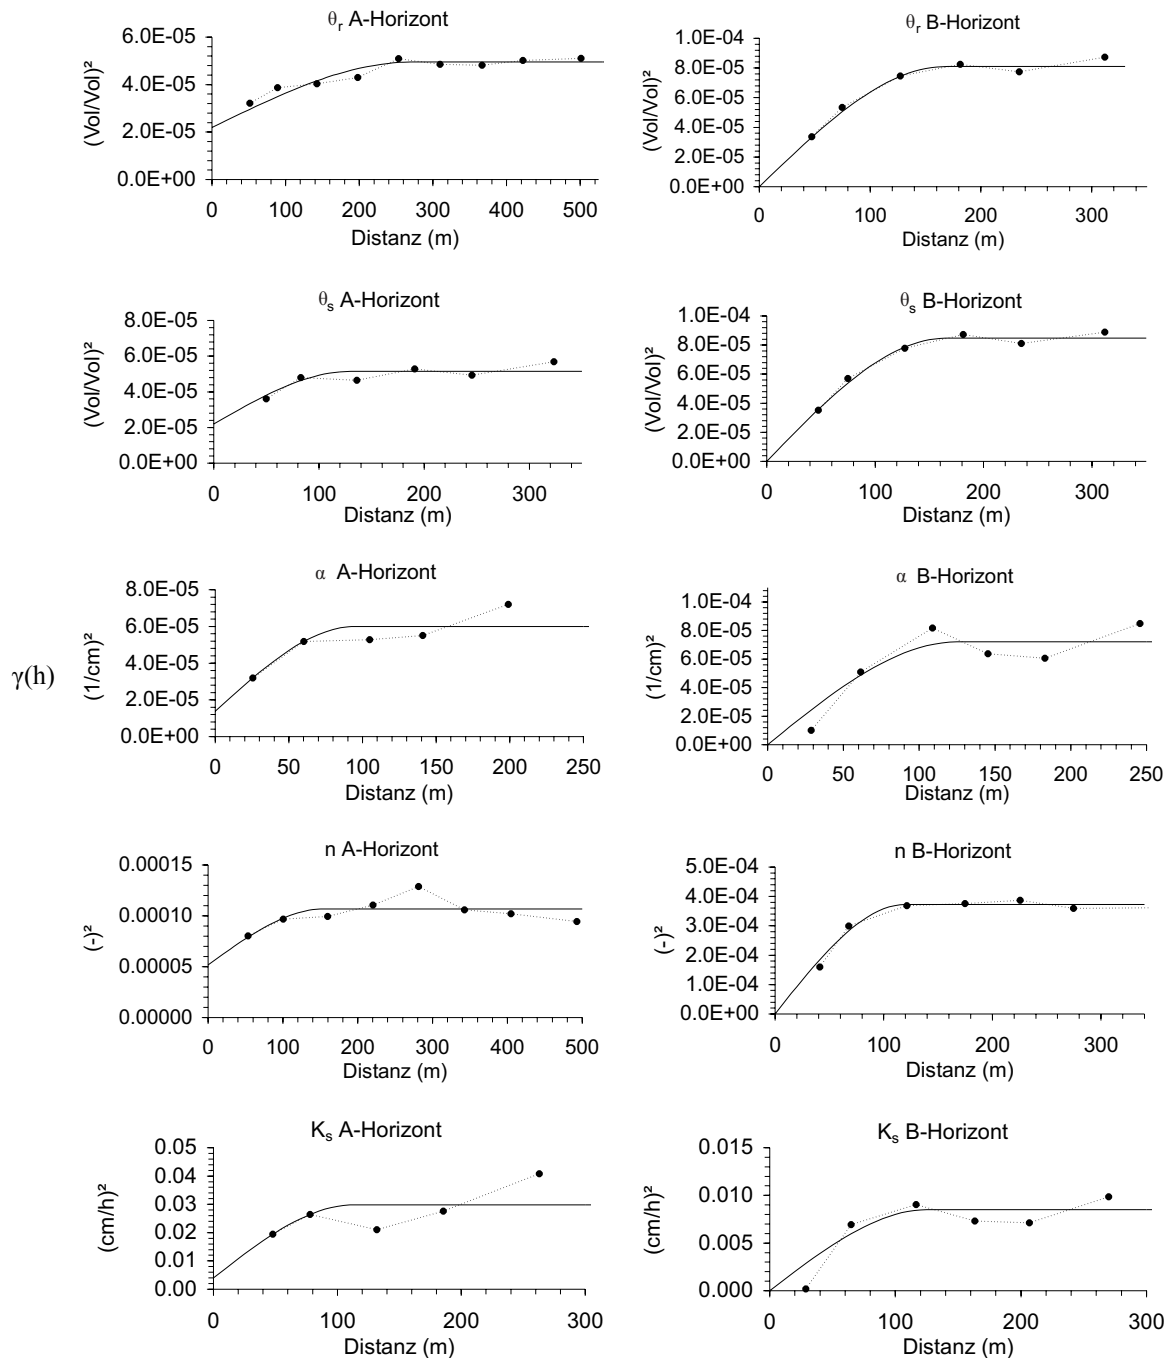 θr A-Horizont
6.0E-05
4.0E-05
2.0E-05
0.0E+00
(Vol/Vol)²
0 100 200 300 400 500
Distanz (m)
θr B-Horizont
1.0E-04
8.0E-05
6.0E-05
4.0E-05
2.0E-05
0.0E+00
(Vol/Vol)²
0 100 200 300
Distanz (m)
θs A-Horizont
8.0E-05
6.0E-05
4.0E-05
2.0E-05
0.0E+00
(Vol/Vol)²
0 100 200 300
Distanz (m)
θs B-Horizont
1.0E-04
8.0E-05
6.0E-05
4.0E-05
2.0E-05
0.0E+00
(Vol/Vol)²
0 100 200 300
Distanz (m)
γ(h)
α A-Horizont
8.0E-05
6.0E-05
4.0E-05
2.0E-05
0.0E+00
(1/cm)²
0 50 100 150 200 250
Distanz (m)
α B-Horizont
1.0E-04
8.0E-05
6.0E-05
4.0E-05
2.0E-05
0.0E+00
(1/cm)²
0 50 100 150 200 250
Distanz (m)
n A-Horizont
0.00015
0.00010
0.00005
0.00000
(-)²
0 100 200 300 400 500
Distanz (m)
n B-Horizont
5.0E-04
4.0E-04
3.0E-04
2.0E-04
1.0E-04
0.0E+00
(-)²
0 100 200 300
Distanz (m)
Ks A-Horizont
0.05
0.04
0.03
0.02
0.01
0.00
(cm/h)²
0 100 200 300
Distanz (m)
Ks B-Horizont
0.015
0.010
0.005
0.000
(cm/h)²
0 100 200 300
Distanz (m)